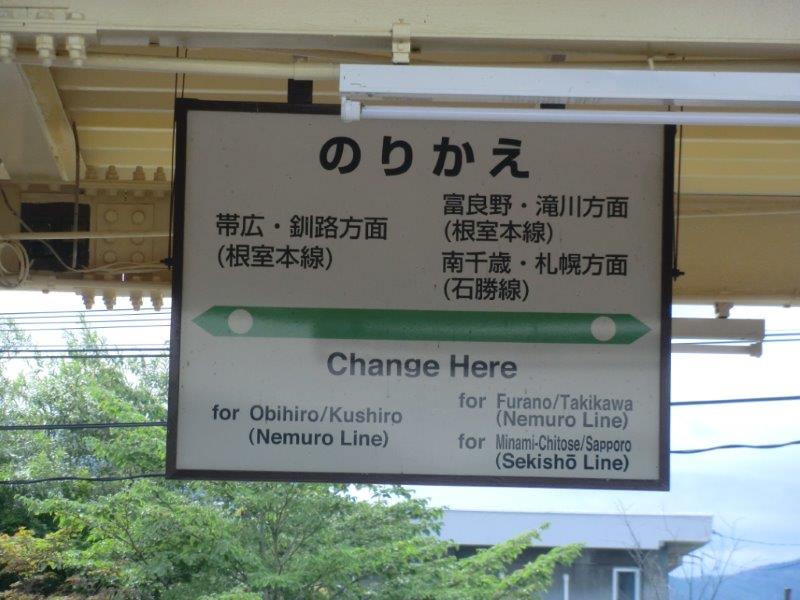 のりかえ
帯広・釧路方面
(根室本線)
富良野・滝川方面
(根室本線)
南千歳・札幌方面
(石勝線)
Change Here
for Obihiro/Kushiro
(Nemuro Line)
for Furano/Takikawa
(Nemuro Line)
for Minami-Chitose/Sapporo
(Sekishō Line)